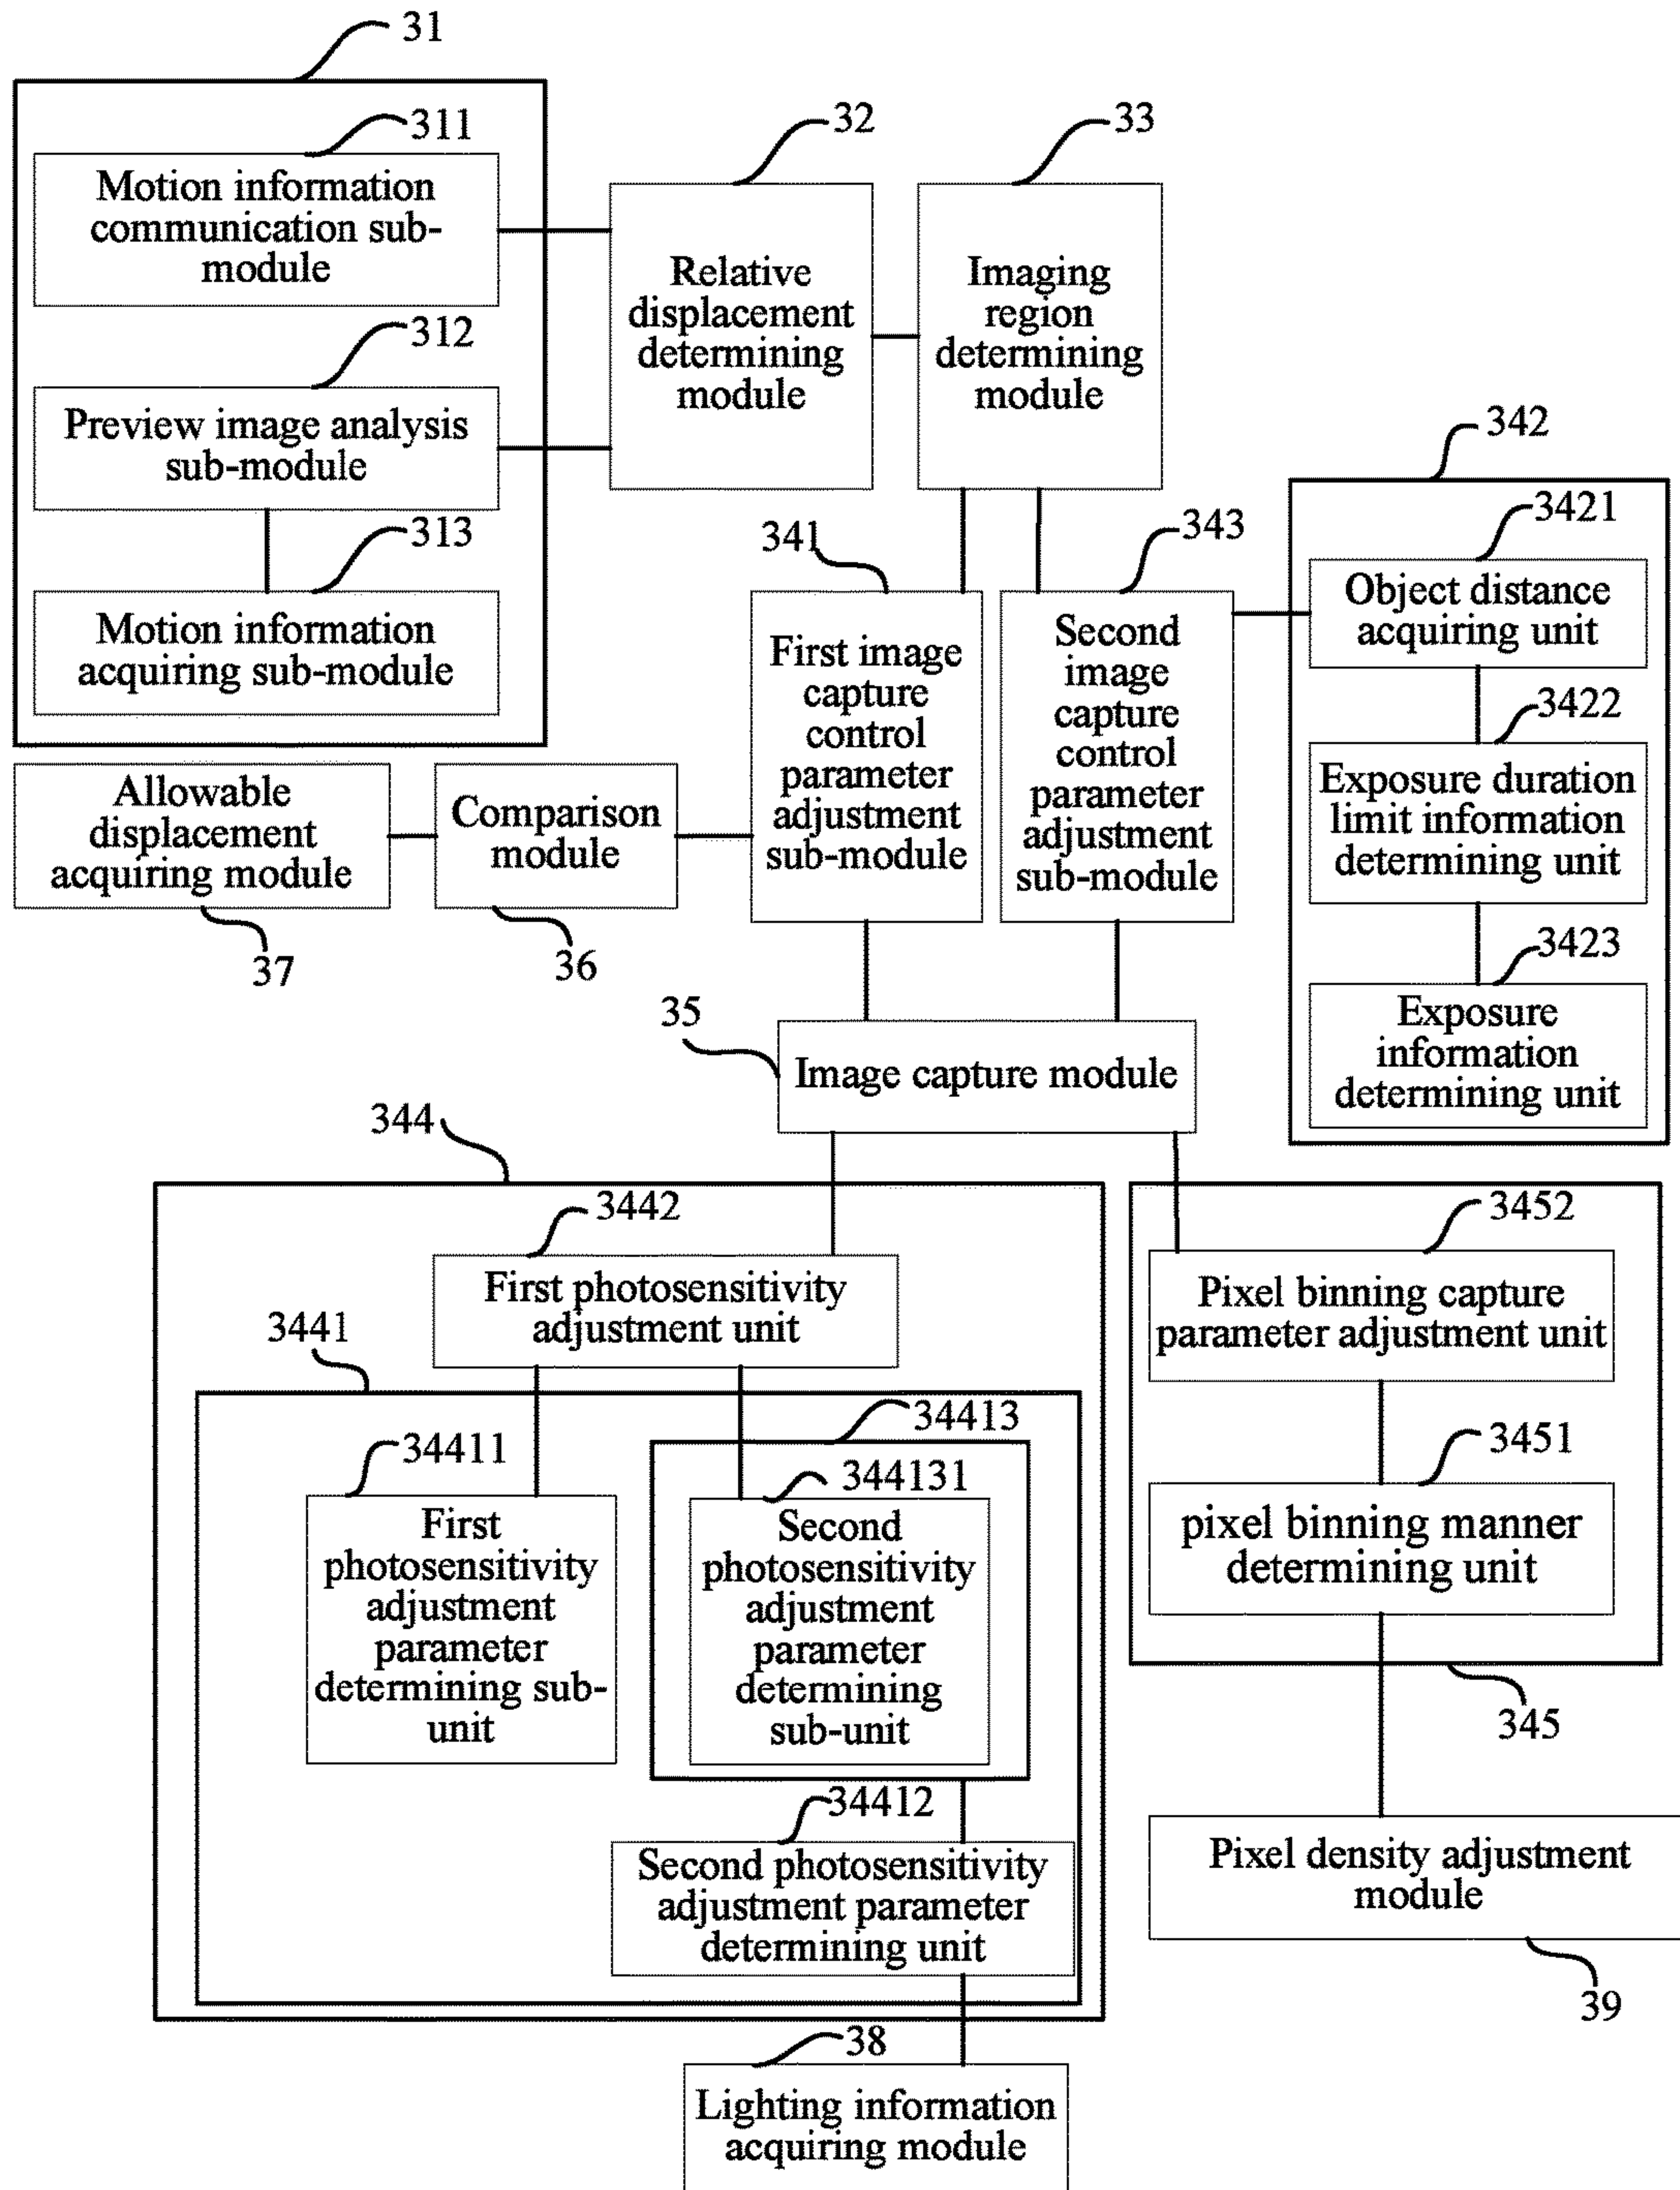 31
311
Motion information
communication sub-
module
312
Preview image analysis
sub-module
313
Motion information
acquiring sub-module
32
Relative
displacement
determining
module
33
Imaging
region
determining
module
342
3421
Object distance
acquiring unit
3422
Exposure duration
limit information
determining unit
3423
Exposure
information
determining unit
341
First image
capture
control
parameter
adjustment
sub-module
343
Second
image
capture
control
parameter
adjustment
sub-module
Allowable
displacement
acquiring module
37
Comparison
module
36
35
Image capture module
344
3442
First photosensitivity
adjustment unit
3441
34411
First
photosensitivity
adjustment
parameter
determining sub-
unit
34413
344131
Second
photosensitivity
adjustment
parameter
determining
sub-unit
34412
Second photosensitivity
adjustment parameter
determining unit
38
Lighting information
acquiring module
3452
Pixel binning capture
parameter adjustment unit
3451
pixel binning manner
determining unit
345
Pixel density adjustment
module
39